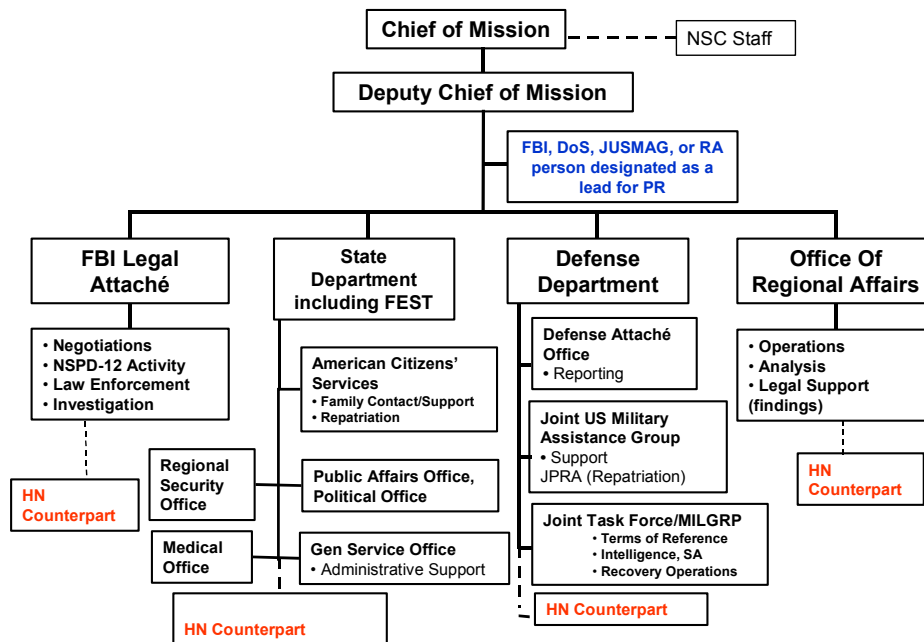 Chief of Mission
NSC Staff
Deputy Chief of Mission
FBI, DoS, JUSMAG, or RA
person designated as a
lead for PR
FBI Legal
Attaché
• Negotiations
• NSPD-12 Activity
• Law Enforcement
• Investigation
HN
Counterpart
State
Department
including FEST
American Citizens’
Services
• Family Contact/Support
• Repatriation
Regional
Security
Office
Public Affairs Office,
Political Office
Medical
Office
Gen Service Office
• Administrative Support
HN Counterpart
Defense
Department
Defense Attaché
Office
• Reporting
Joint US Military
Assistance Group
• Support
JPRA (Repatriation)
Joint Task Force/MILGRP
• Terms of Reference
• Intelligence, SA
• Recovery Operations
HN Counterpart
Office Of
Regional Affairs
• Operations
• Analysis
• Legal Support
(findings)
HN
Counterpart